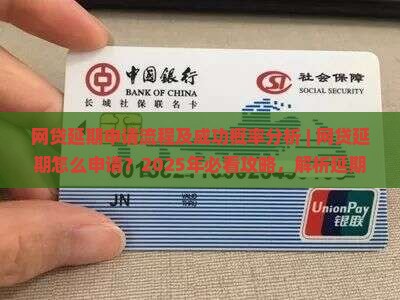 中国银行
BANK OF CHINA
长城社保联名卡
社会保障
SOCIAL SECURITY
网贷延期申请流程及成功概率分析 | 网贷延
期怎么申请？2025年必看攻略，解析延期
JN
UnionPay
银联